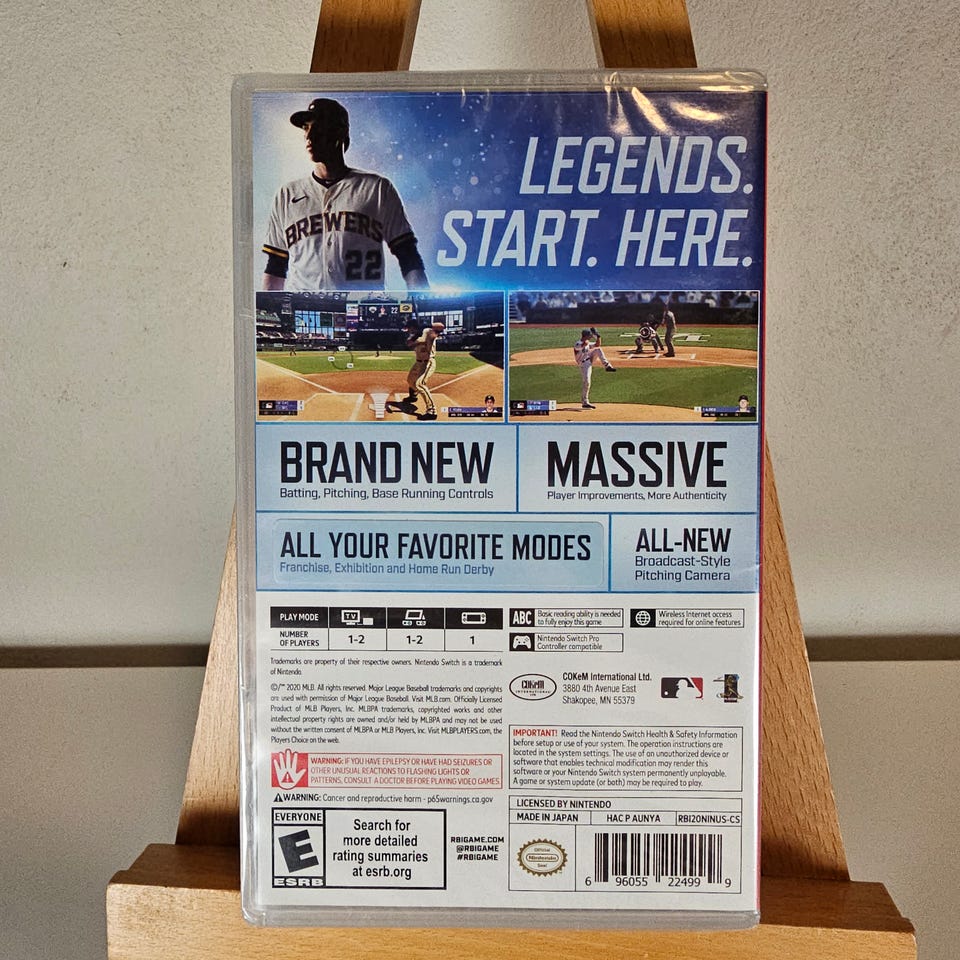 LEGENDS.
START. HERE.
BREWERS
22
BRAND NEW
Batting, Pitching, Base Running Controls
MASSIVE
Player Improvements, More Authenticity
ALL YOUR FAVORITE MODES
Franchise, Exhibition and Home Run Derby
ALL-NEW
Broadcast-Style
Pitching Camera
PLAY MODE
TV
NUMBER
OF PLAYERS
1-2
1-2
1
ABC
Basic reading ability is needed
to fully enjoy this game
Wireless Internet access
required for online features
Nintendo Switch Pro
Controller compatible
Trademarks are property of their respective owners. Nintendo Switch is a trademark
of Nintendo.
©/™ 2020 MLB. All rights reserved. Major League Baseball trademarks and copyrights
are used with permission of Major League Baseball. Visit MLB.com. Officially Licensed
Product of MLB Players, Inc. MLBPA trademarks, copyrighted works and other
intellectual property rights are owned and/or held by MLBPA and may not be used
without the written consent of MLBPA or MLB Players, Inc. Visit MLBPLAYERS.com, the
Players Choice on the web.
COKeM
INTERNATIONAL
COKeM International Ltd.
3880 4th Avenue East
Shakopee, MN 55379
WARNING: IF YOU HAVE EPILEPSY OR HAVE HAD SEIZURES OR
OTHER UNUSUAL REACTIONS TO FLASHING LIGHTS OR
PATTERNS, CONSULT A DOCTOR BEFORE PLAYING VIDEO GAMES.
WARNING: Cancer and reproductive harm - p65warnings.ca.gov
IMPORTANT! Read the Nintendo Switch Health & Safety Information
before setup or use of your system. The operation instructions are
located in the system settings. The use of an unauthorized device or
software that enables technical modification may render this
software or your Nintendo Switch system permanently unplayable.
A game or system update (or both) may be required to play.
EVERYONE
E
ESRB
Search for
more detailed
rating summaries
at esrb.org
RBIGAME.COM
@RBIGAME
#RBIGAME
LICENSED BY NINTENDO
MADE IN JAPAN
HAC P AUNYA
RBI20NINUS-CS
Official
Nintendo
Seal
6 96055 22499 9